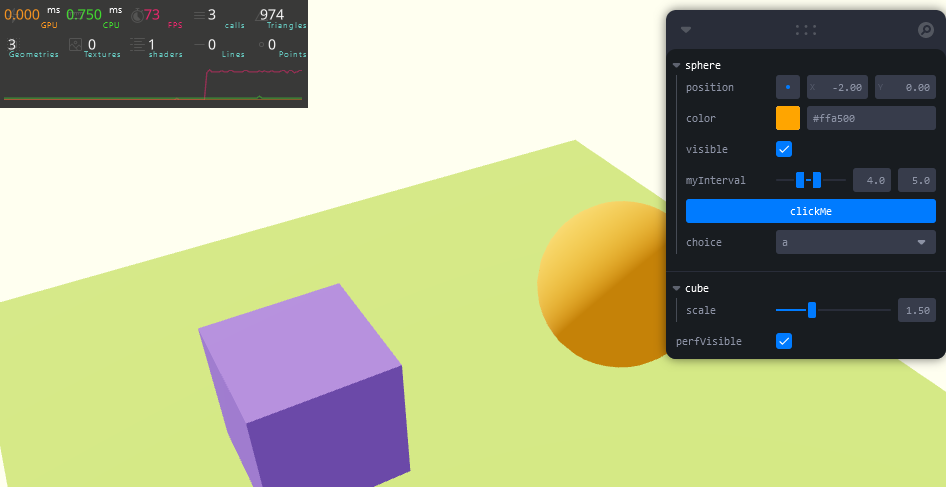 0.000 ms GPU 0.750 ms CPU 73 FPS 3 calls 974 Triangles
3 Geometries 0 Textures 1 shaders 0 Lines 0 Points
sphere
position X -2.00 Y 0.00
color #ffa500
visible
myInterval 4.0 5.0
clickMe
choice a
cube
scale 1.50
perfVisible